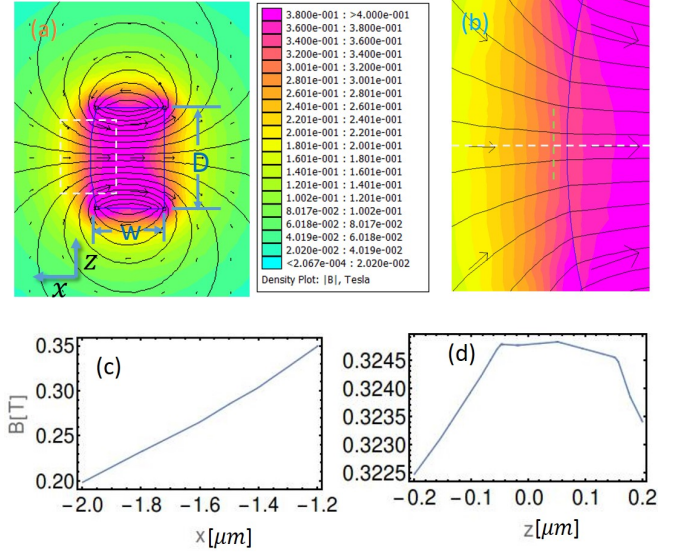 (a)
D
W
z
x
3.800e-001 : >4.000e-001
3.600e-001 : 3.800e-001
3.400e-001 : 3.600e-001
3.200e-001 : 3.400e-001
3.001e-001 : 3.200e-001
2.801e-001 : 3.001e-001
2.601e-001 : 2.801e-001
2.401e-001 : 2.601e-001
2.201e-001 : 2.401e-001
2.001e-001 : 2.201e-001
1.801e-001 : 2.001e-001
1.601e-001 : 1.801e-001
1.401e-001 : 1.601e-001
1.201e-001 : 1.401e-001
1.002e-001 : 1.201e-001
8.017e-002 : 1.002e-001
6.018e-002 : 8.017e-002
4.019e-002 : 6.018e-002
2.020e-002 : 4.019e-002
<2.067e-004 : 2.020e-002
Density Plot: |B|, Tesla
(b)
(c)
0.35
0.30
0.25
0.20
B[T]
-2.0 -1.8 -1.6 -1.4 -1.2
x[μm]
(d)
0.3245
0.3240
0.3235
0.3230
0.3225
-0.2 -0.1 0.0 0.1 0.2
z[μm]